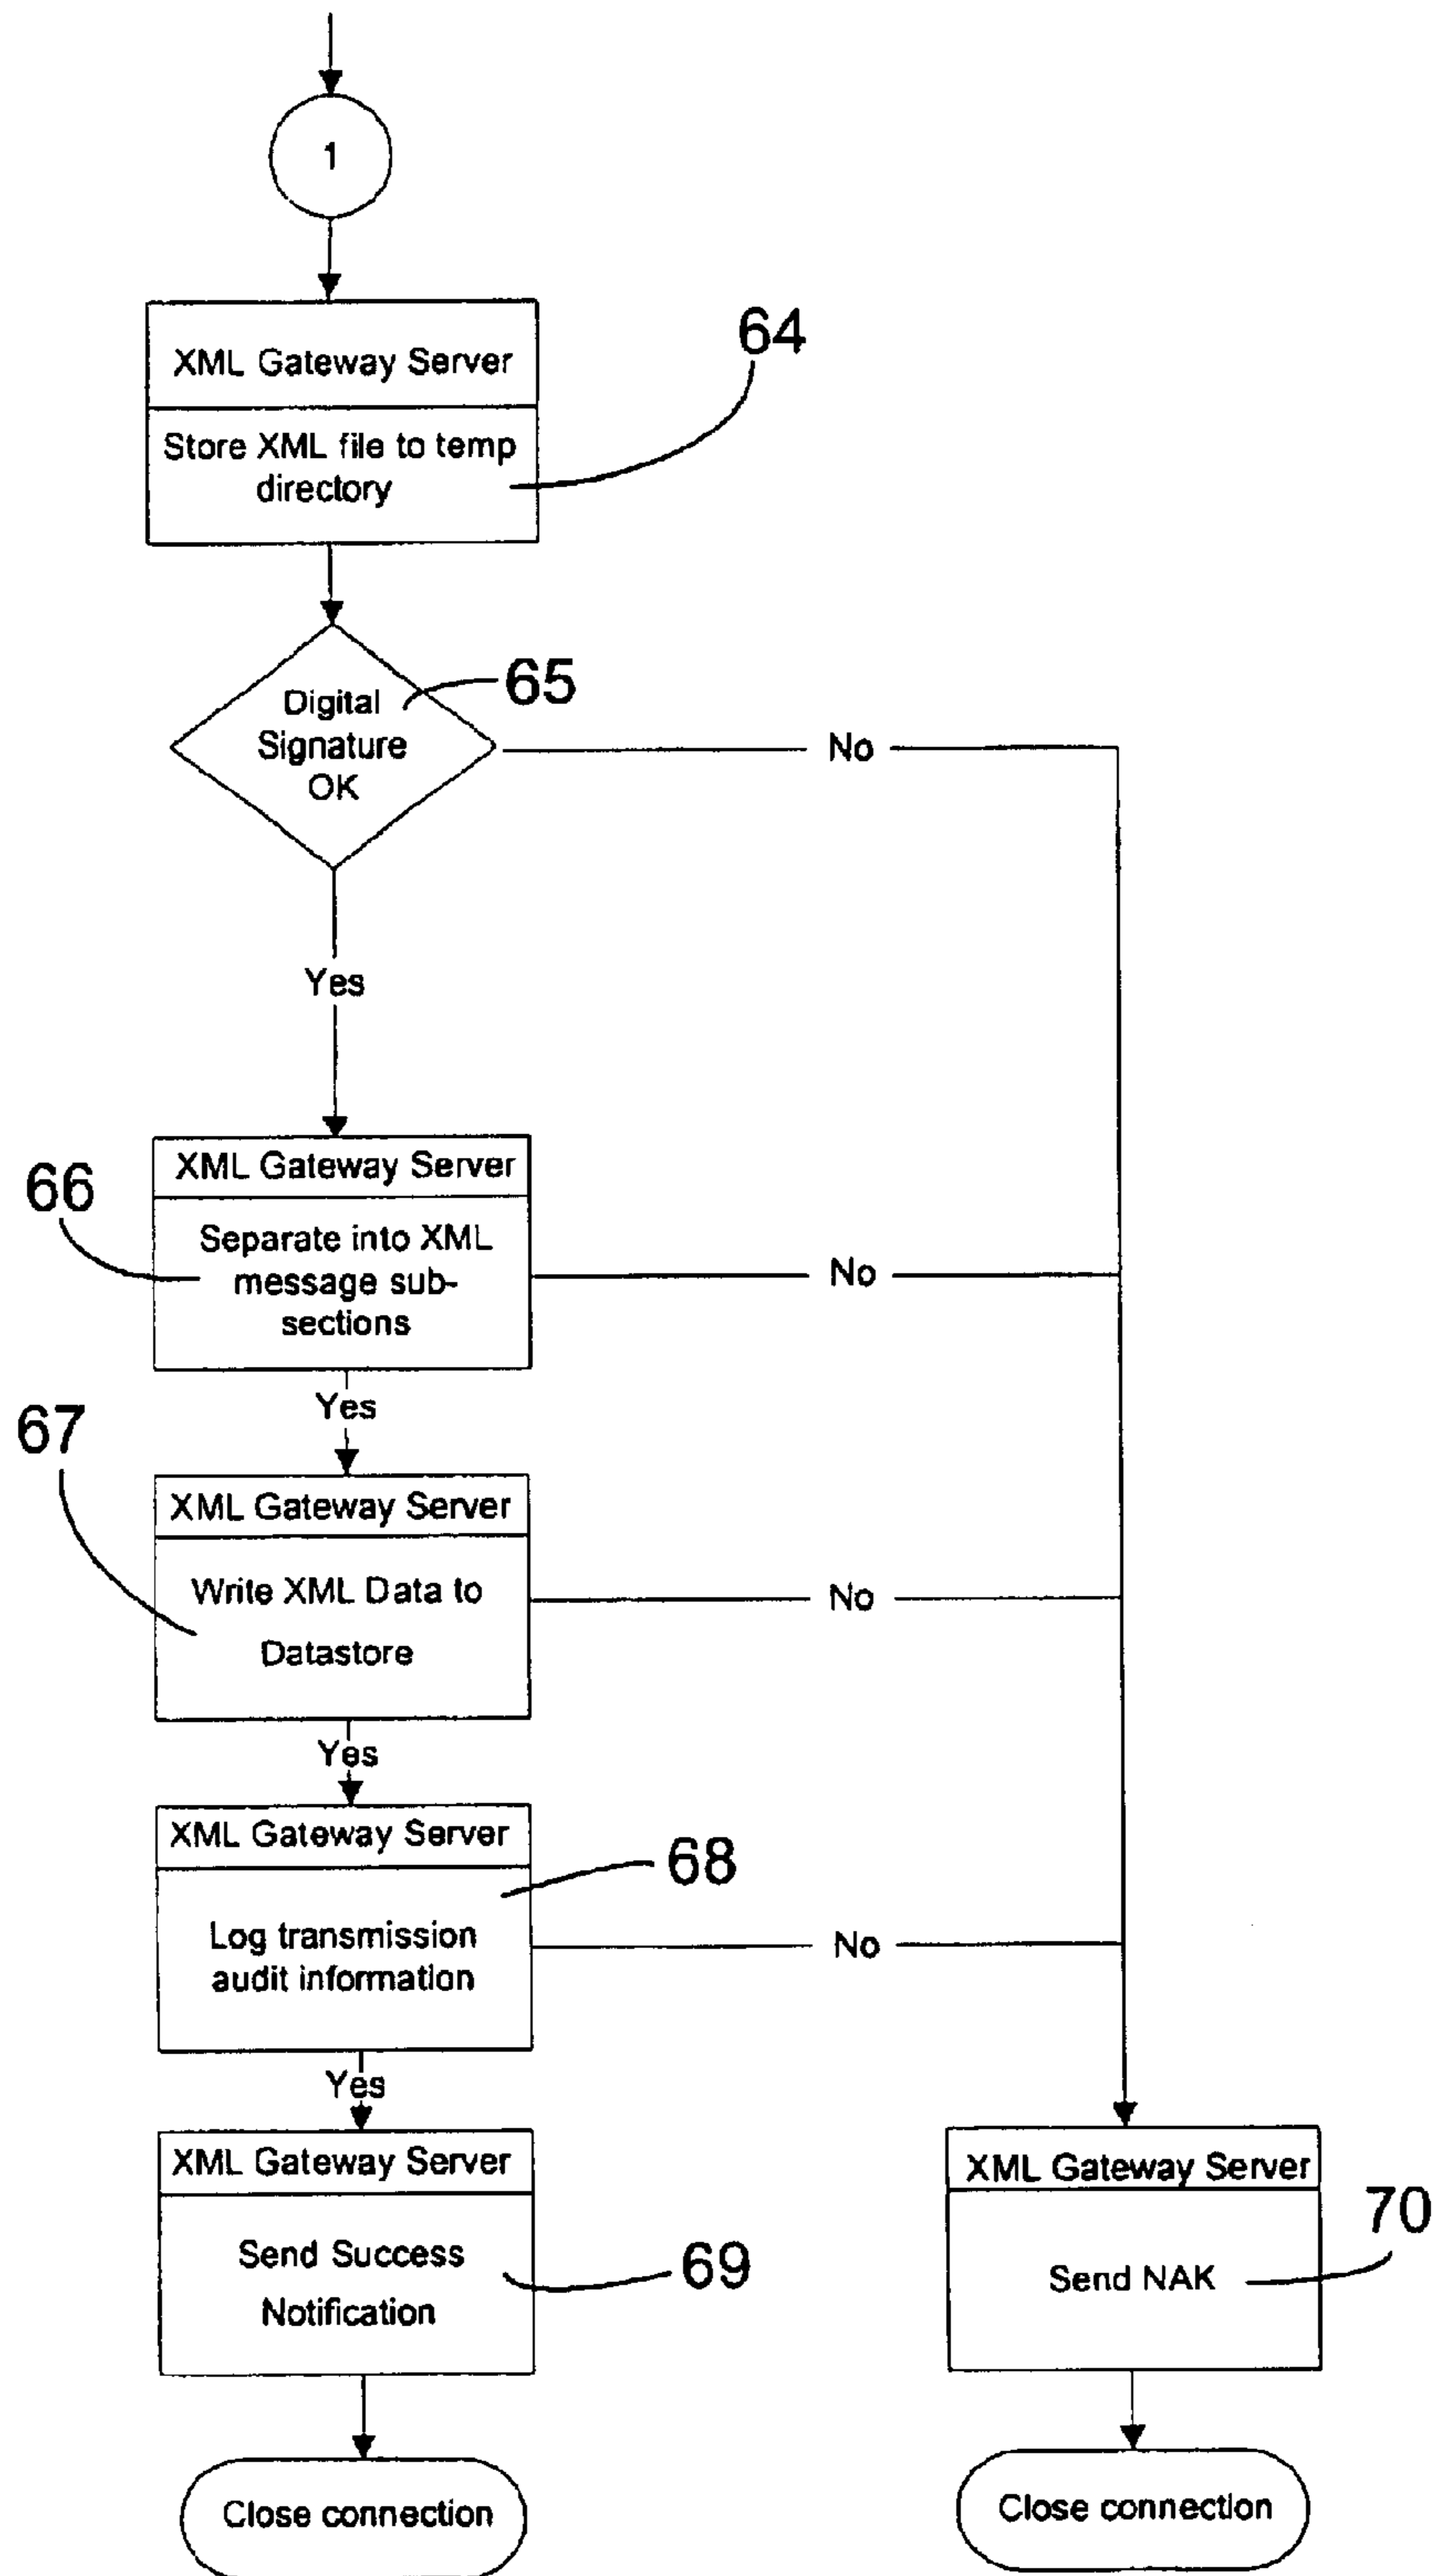 1
XML Gateway Server
64
Store XML file to temp
directory
65
Digital
Signature
OK
No
Yes
XML Gateway Server
66
Separate into XML
message sub-
sections
No
Yes
67
XML Gateway Server
Write XML Data to
Datastore
No
Yes
XML Gateway Server
68
Log transmission
audit information
No
Yes
XML Gateway Server
Send Success
Notification
69
XML Gateway Server
70
Send NAK
Close connection
Close connection